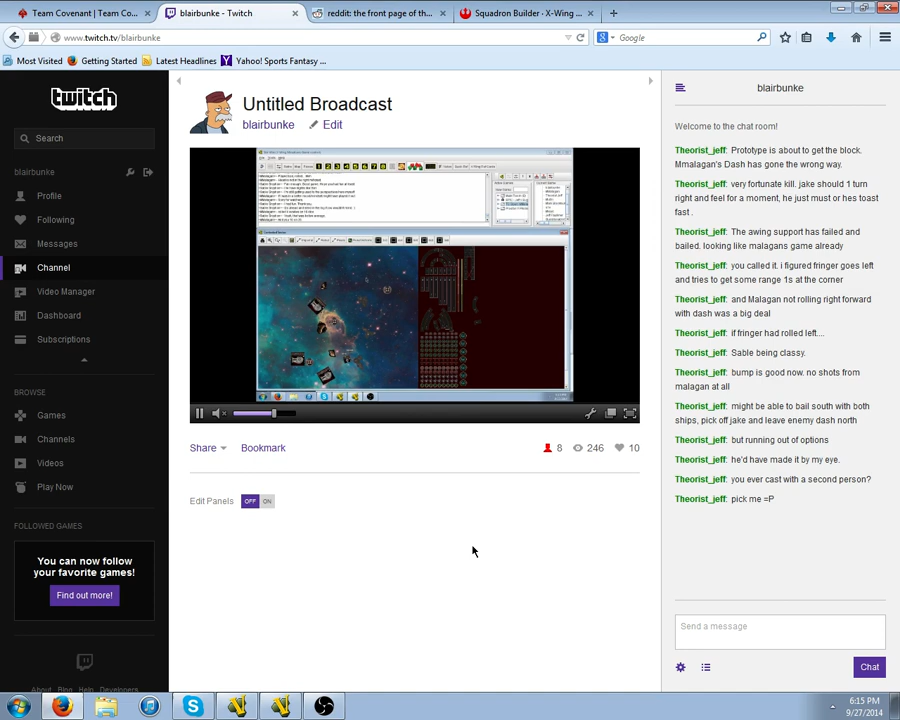 Team Covenant | Team Co...
blairbunke - Twitch
reddit: the front page of th...
Squadron Builder · X-Wing ...
www.twitch.tv/blairbunke
Google
Most Visited
Getting Started
Latest Headlines
Yahoo! Sports Fantasy ...
twitch
Search
blairbunke
Profile
Following
Messages
Channel
Video Manager
Dashboard
Subscriptions
BROWSE
Games
Channels
Videos
Play Now
FOLLOWED GAMES
You can now follow
your favorite games!
Find out more!
About Blog Help Developers
Untitled Broadcast
blairbunke Edit
Share Bookmark 8 246 10
Edit Panels OFF ON
blairbunke
Welcome to the chat room!
Theorist_jeff: Prototype is about to get the block.
Mmalagan's Dash has gone the wrong way.
Theorist_jeff: very fortunate kill. jake should 1 turn
right and feel for a moment, he just must or hes toast
fast .
Theorist_jeff: The awing support has failed and
bailed. looking like malagans game already
Theorist_jeff: you called it. i figured fringer goes left
and tries to get some range 1s at the corner
Theorist_jeff: and Malagan not rolling right forward
with dash was a big deal
Theorist_jeff: if fringer had rolled left....
Theorist_jeff: Sable being classy.
Theorist_jeff: bump is good now. no shots from
malagan at all
Theorist_jeff: might be able to bail south with both
ships, pick off jake and leave enemy dash north
Theorist_jeff: but running out of options
Theorist_jeff: he'd have made it by my eye.
Theorist_jeff: you ever cast with a second person?
Theorist_jeff: pick me =P
Send a message
Chat
6:15 PM
9/27/2014